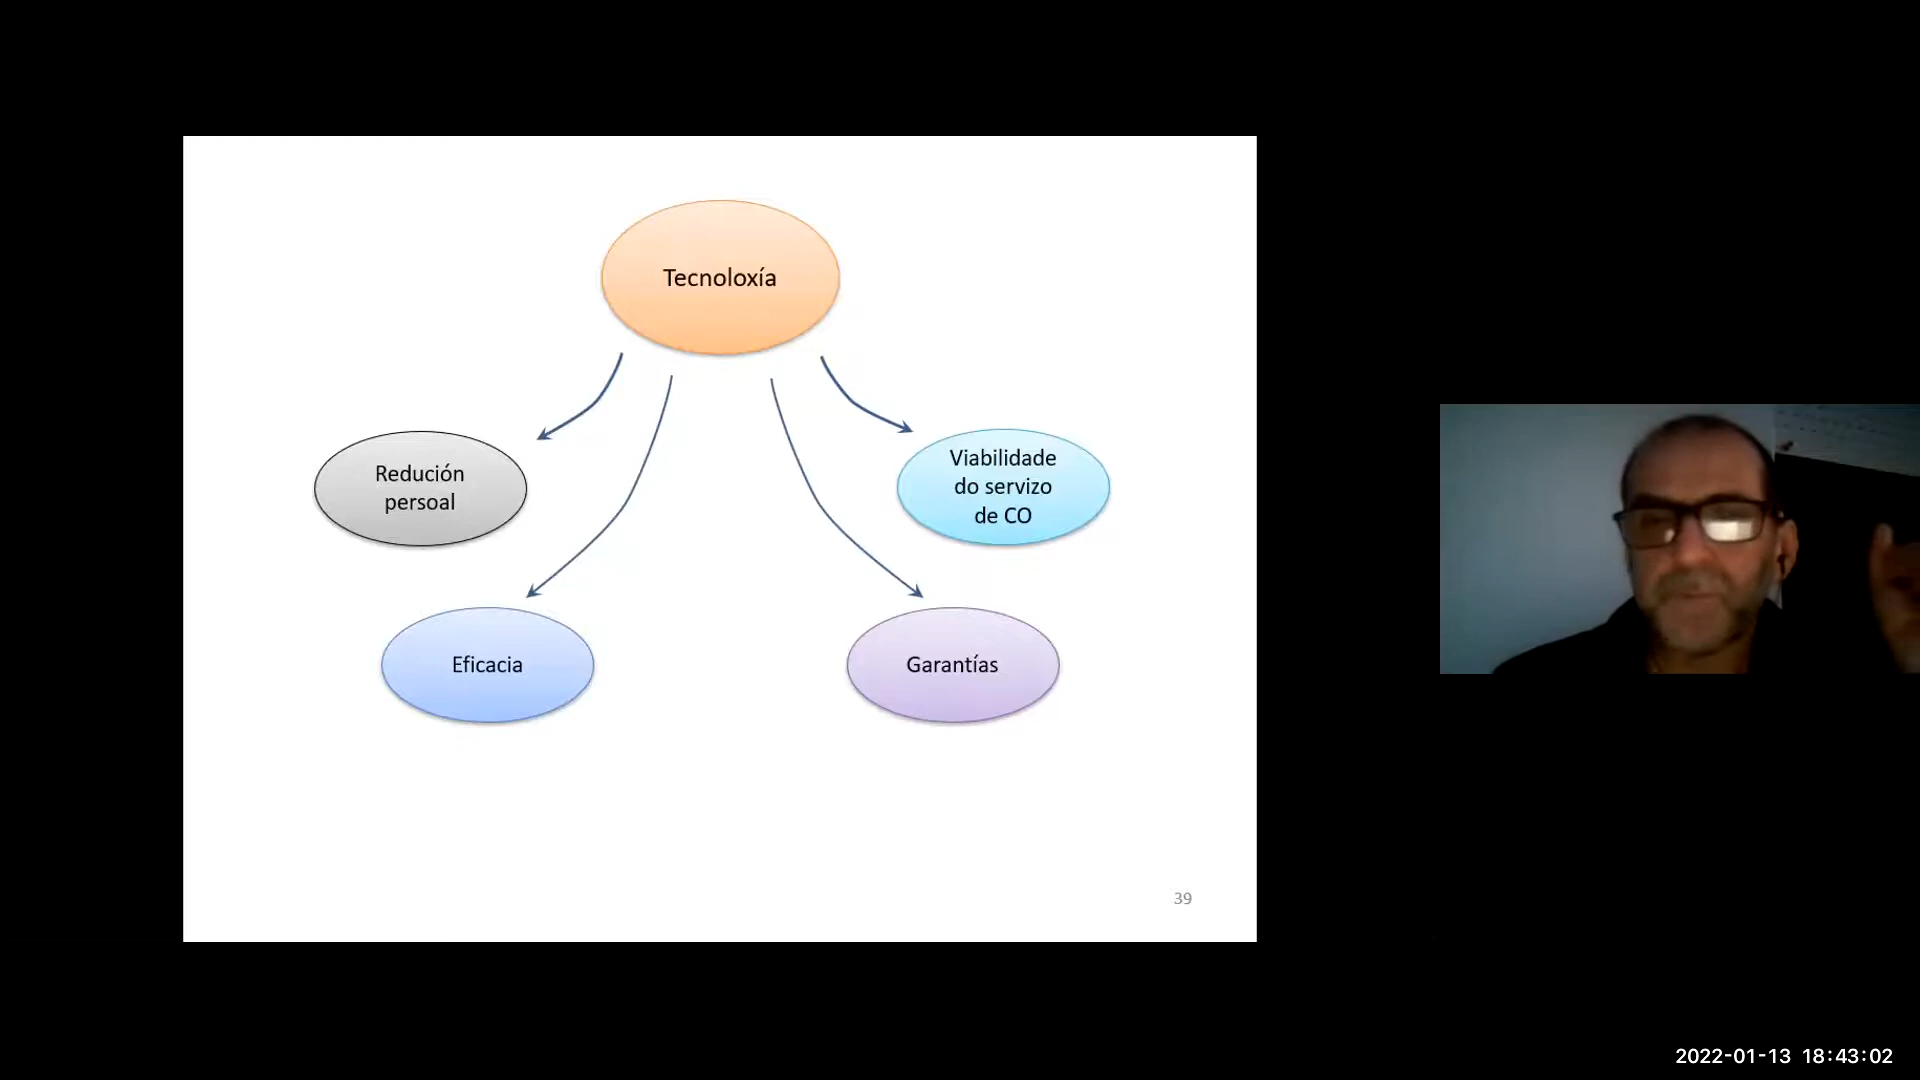 Tecnoloxía
Redución
persoal
Viabilidade
do servizo
de CO
Eficacia
Garantías
39
2022-01-13 18:43:02